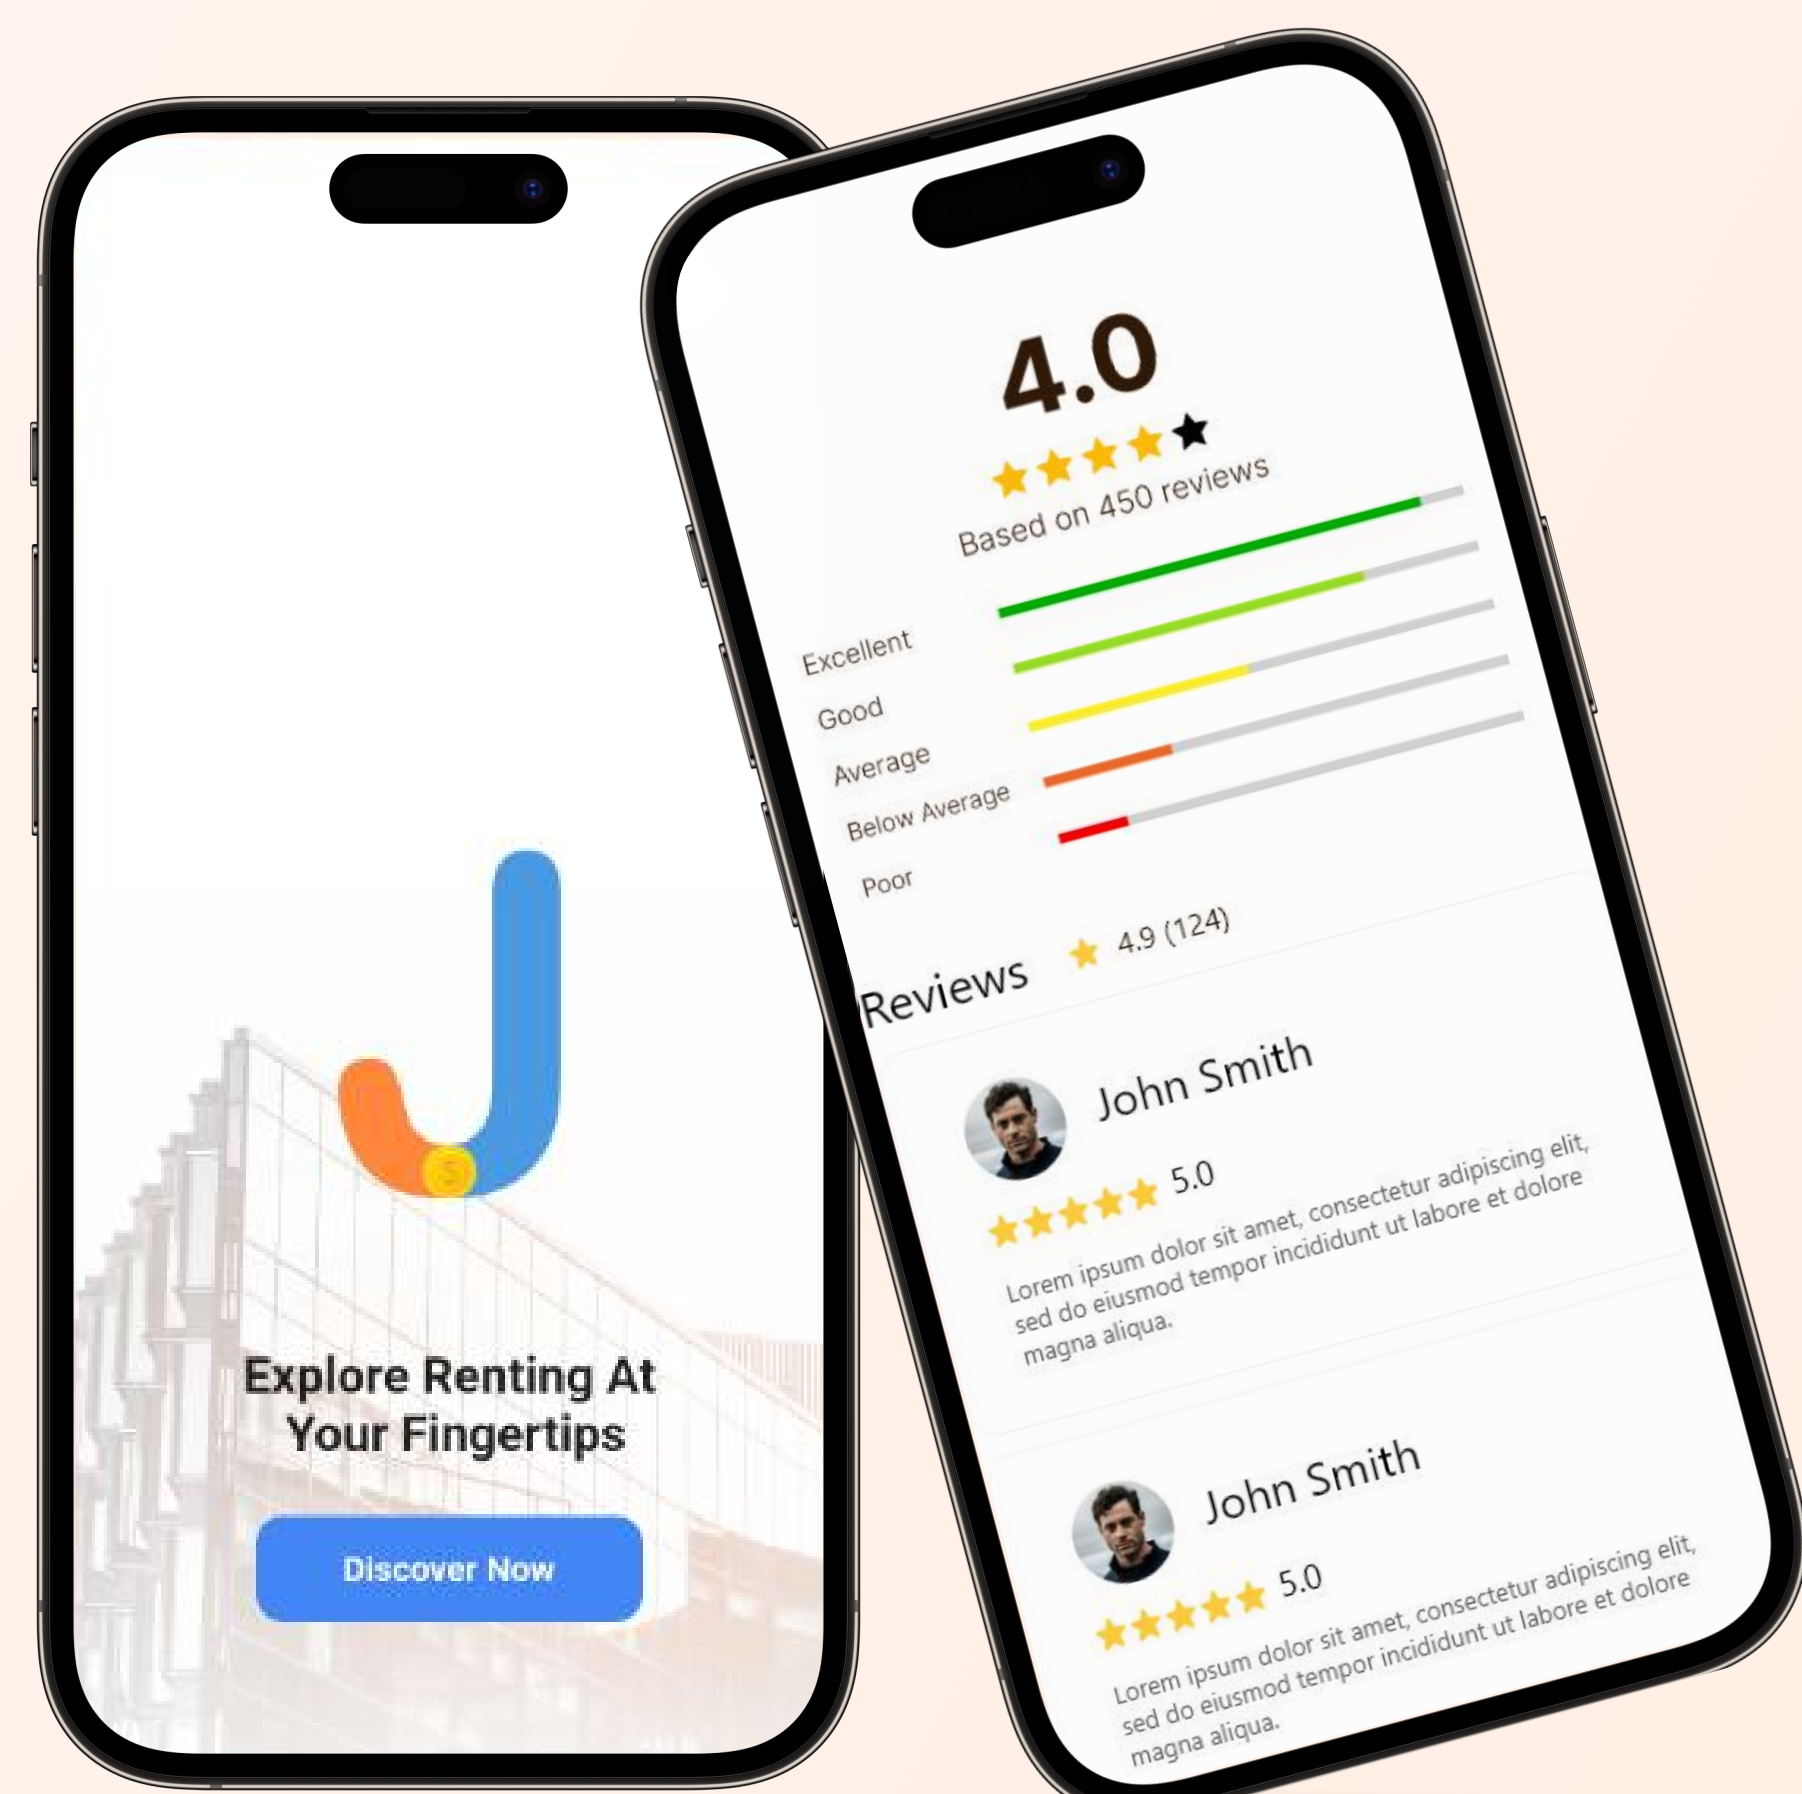 Explore Renting At
Your Fingertips
Discover Now
4.0
Based on 450 reviews
Excellent
Good
Average
Below Average
Poor
Reviews
4.9 (124)
John Smith
5.0
Lorem ipsum dolor sit amet, consectetur adipiscing elit,
sed do eiusmod tempor incididunt ut labore et dolore
magna aliqua.
John Smith
5.0
Lorem ipsum dolor sit amet, consectetur adipiscing elit,
sed do eiusmod tempor incididunt ut labore et dolore
magna aliqua.